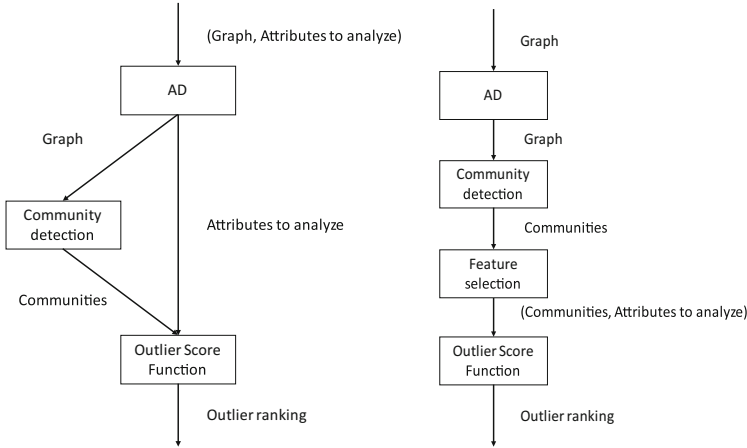 (Graph, Attributes to analyze)
AD
Graph
Community
detection
Attributes to analyze
Communities
Outlier Score
Function
Outlier ranking
Graph
AD
Graph
Community
detection
Communities
Feature
selection
(Communities, Attributes to analyze)
Outlier Score
Function
Outlier ranking